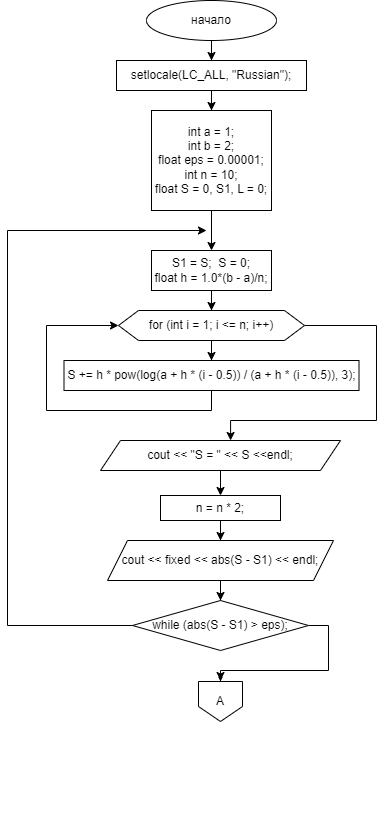 начало
setlocale(LC_ALL, "Russian");
int a = 1;
int b = 2;
float eps = 0.00001;
int n = 10;
float S = 0, S1, L = 0;
S1 = S; S = 0;
float h = 1.0*(b - a)/n;
for (int i = 1; i <= n; i++)
S += h * pow(log(a + h * (i - 0.5)) / (a + h * (i - 0.5)), 3);
cout << "S = " << S <<endl;
n = n * 2;
cout << fixed << abs(S - S1) << endl;
while (abs(S - S1) > eps);
A